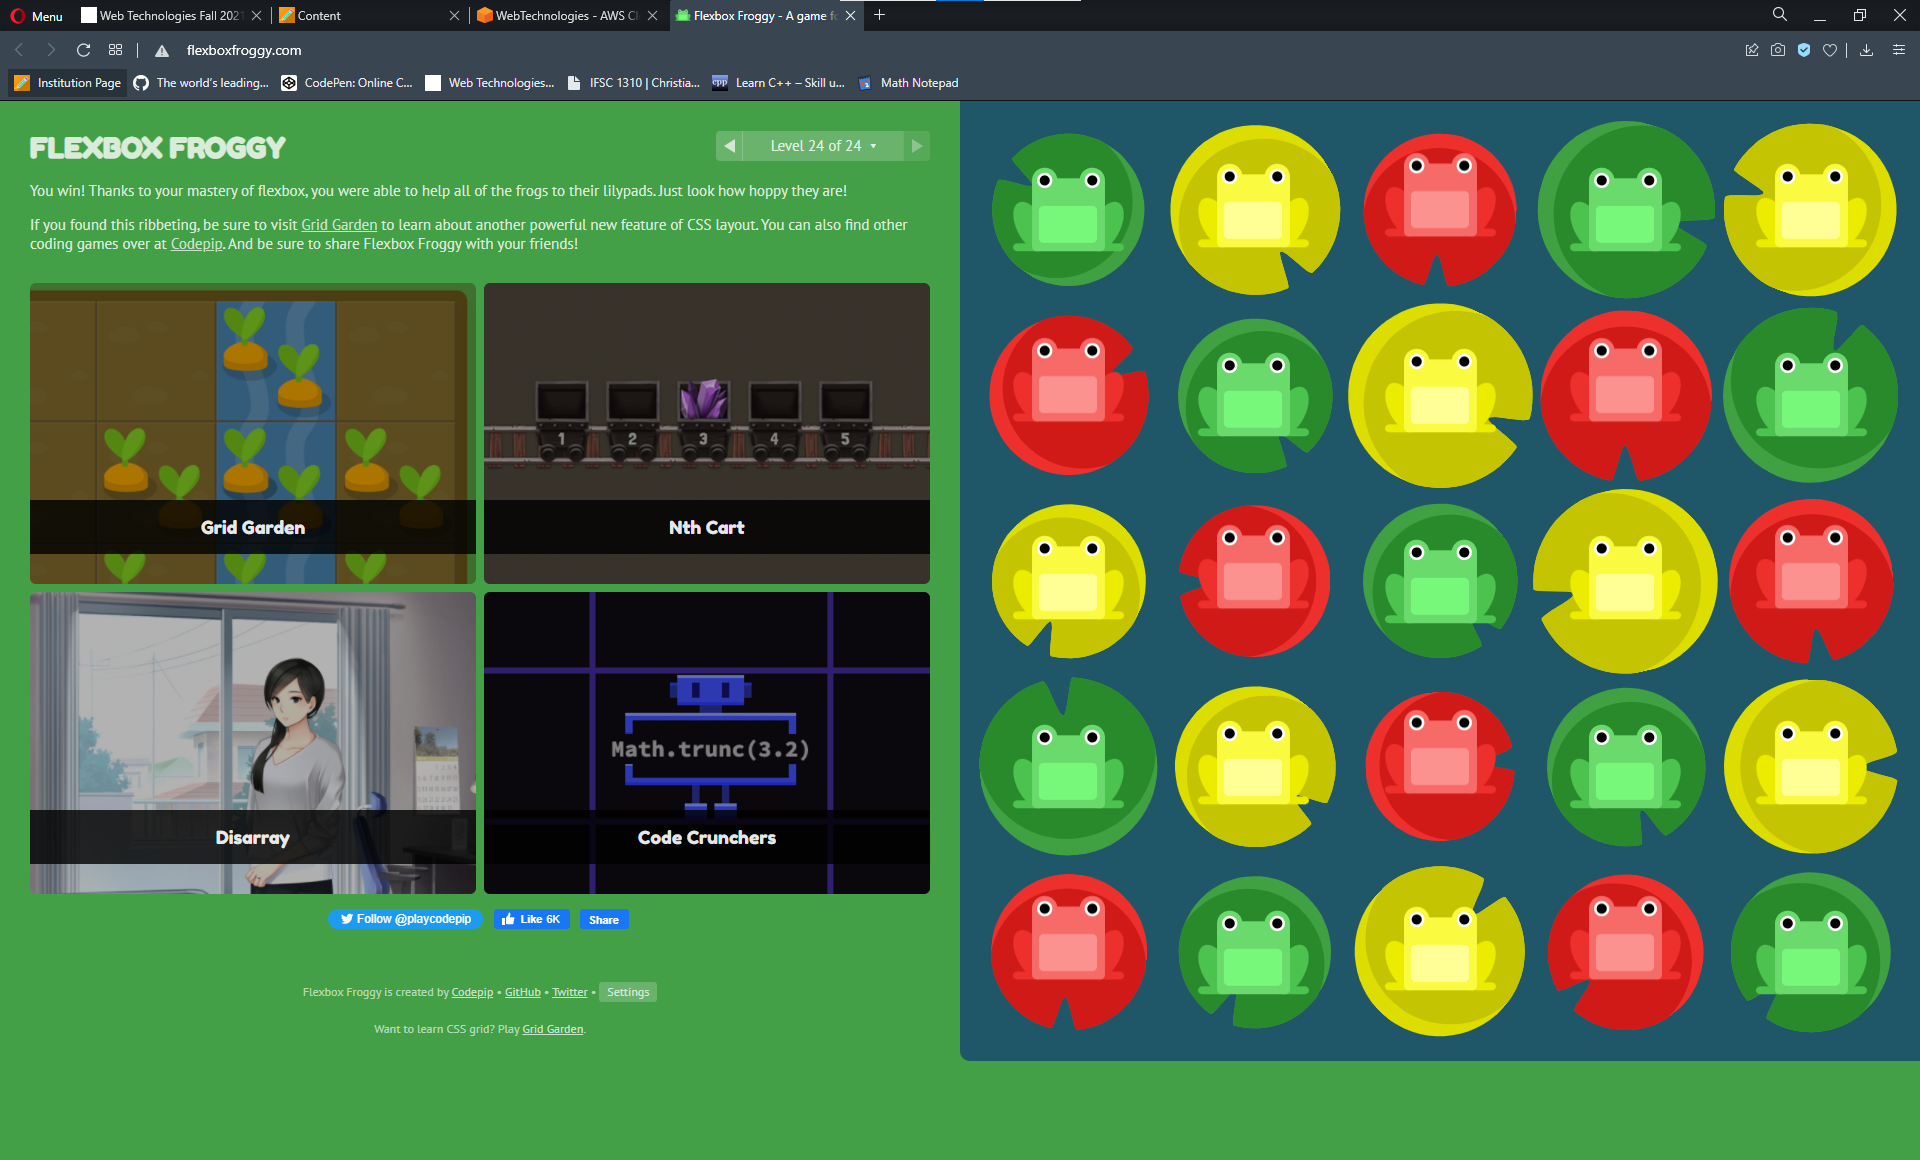 Menu
Web Technologies Fall 2021
Content
WebTechnologies - AWS Cl
Flexbox Froggy - A game fo
flexboxfroggy.com
Institution Page
The world's leading...
CodePen: Online C...
Web Technologies...
IFSC 1310 | Christia...
cpp
Learn C++ – Skill u...
Math Notepad
FLEXBOX FROGGY
Level 24 of 24
You win! Thanks to your mastery of flexbox, you were able to help all of the frogs to their lilypads. Just look how hoppy they are!
If you found this ribbeting, be sure to visit Grid Garden to learn about another powerful new feature of CSS layout. You can also find other
coding games over at Codepip. And be sure to share Flexbox Froggy with your friends!
1 2 3 4 5
Grid Garden
Nth Cart
Math.trunc(3.2)
Disarray
Code Crunchers
Follow @playcodepip
Like 6K
Share
Flexbox Froggy is created by Codepip • GitHub • Twitter • Settings
Want to learn CSS grid? Play Grid Garden.